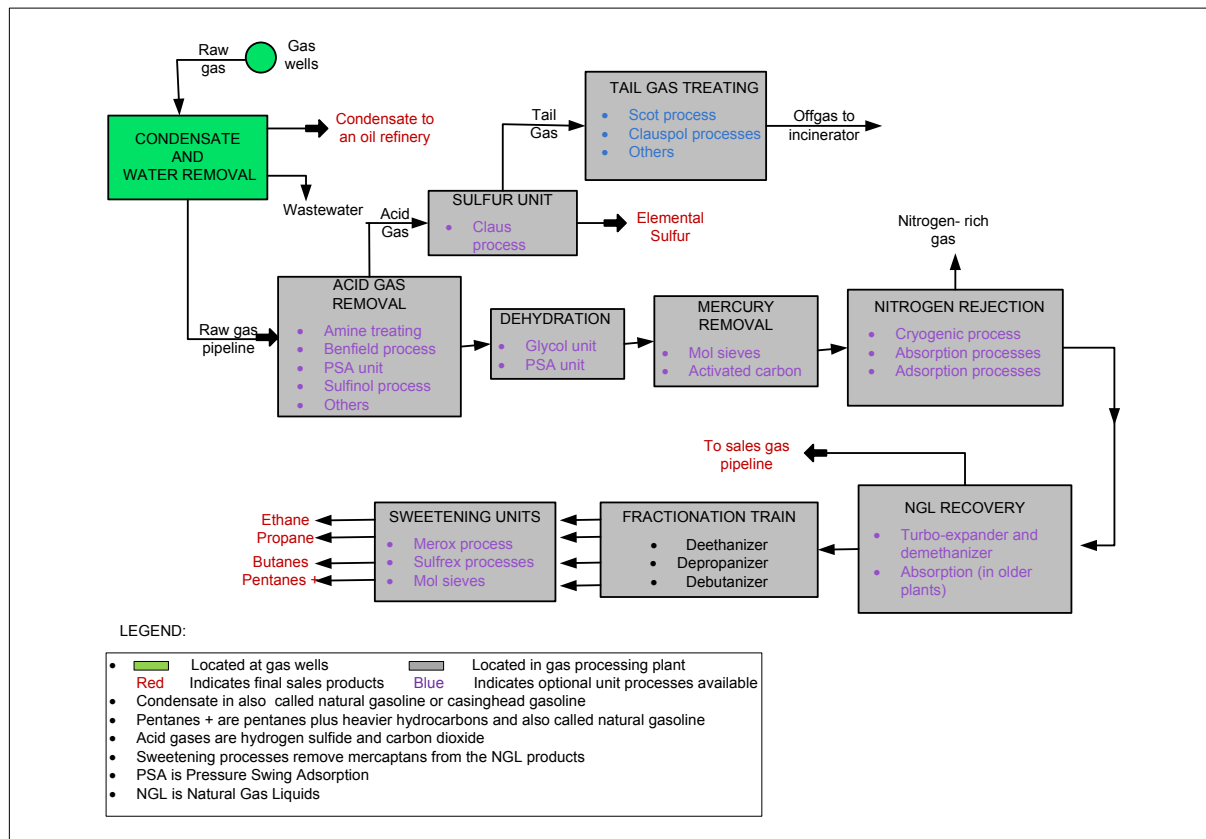 Raw
gas
Gas
wells
CONDENSATE
AND
WATER REMOVAL
Condensate to
an oil refinery
Wastewater
Tail
Gas
TAIL GAS TREATING
• Scot process
• Clauspol processes
• Others
Offgas to
incinerator
Acid
Gas
SULFUR UNIT
• Claus
process
Elemental
Sulfur
Raw gas
pipeline
ACID GAS
REMOVAL
• Amine treating
• Benfield process
• PSA unit
• Sulfinol process
• Others
DEHYDRATION
• Glycol unit
• PSA unit
MERCURY
REMOVAL
• Mol sieves
• Activated carbon
Nitrogen- rich
gas
NITROGEN REJECTION
• Cryogenic process
• Absorption processes
• Adsorption processes
To sales gas
pipeline
NGL RECOVERY
• Turbo-expander and
demethanizer
• Absorption (in older
plants)
FRACTIONATION TRAIN
• Deethanizer
• Depropanizer
• Debutanizer
SWEETENING UNITS
• Merox process
• Sulfrex processes
• Mol sieves
Ethane
Propane
Butanes
Pentanes +
LEGEND:
• Located at gas wells Located in gas processing plant
Red Indicates final sales products Blue Indicates optional unit processes available
• Condensate in also called natural gasoline or casinghead gasoline
• Pentanes + are pentanes plus heavier hydrocarbons and also called natural gasoline
• Acid gases are hydrogen sulfide and carbon dioxide
• Sweetening processes remove mercaptans from the NGL products
• PSA is Pressure Swing Adsorption
• NGL is Natural Gas Liquids